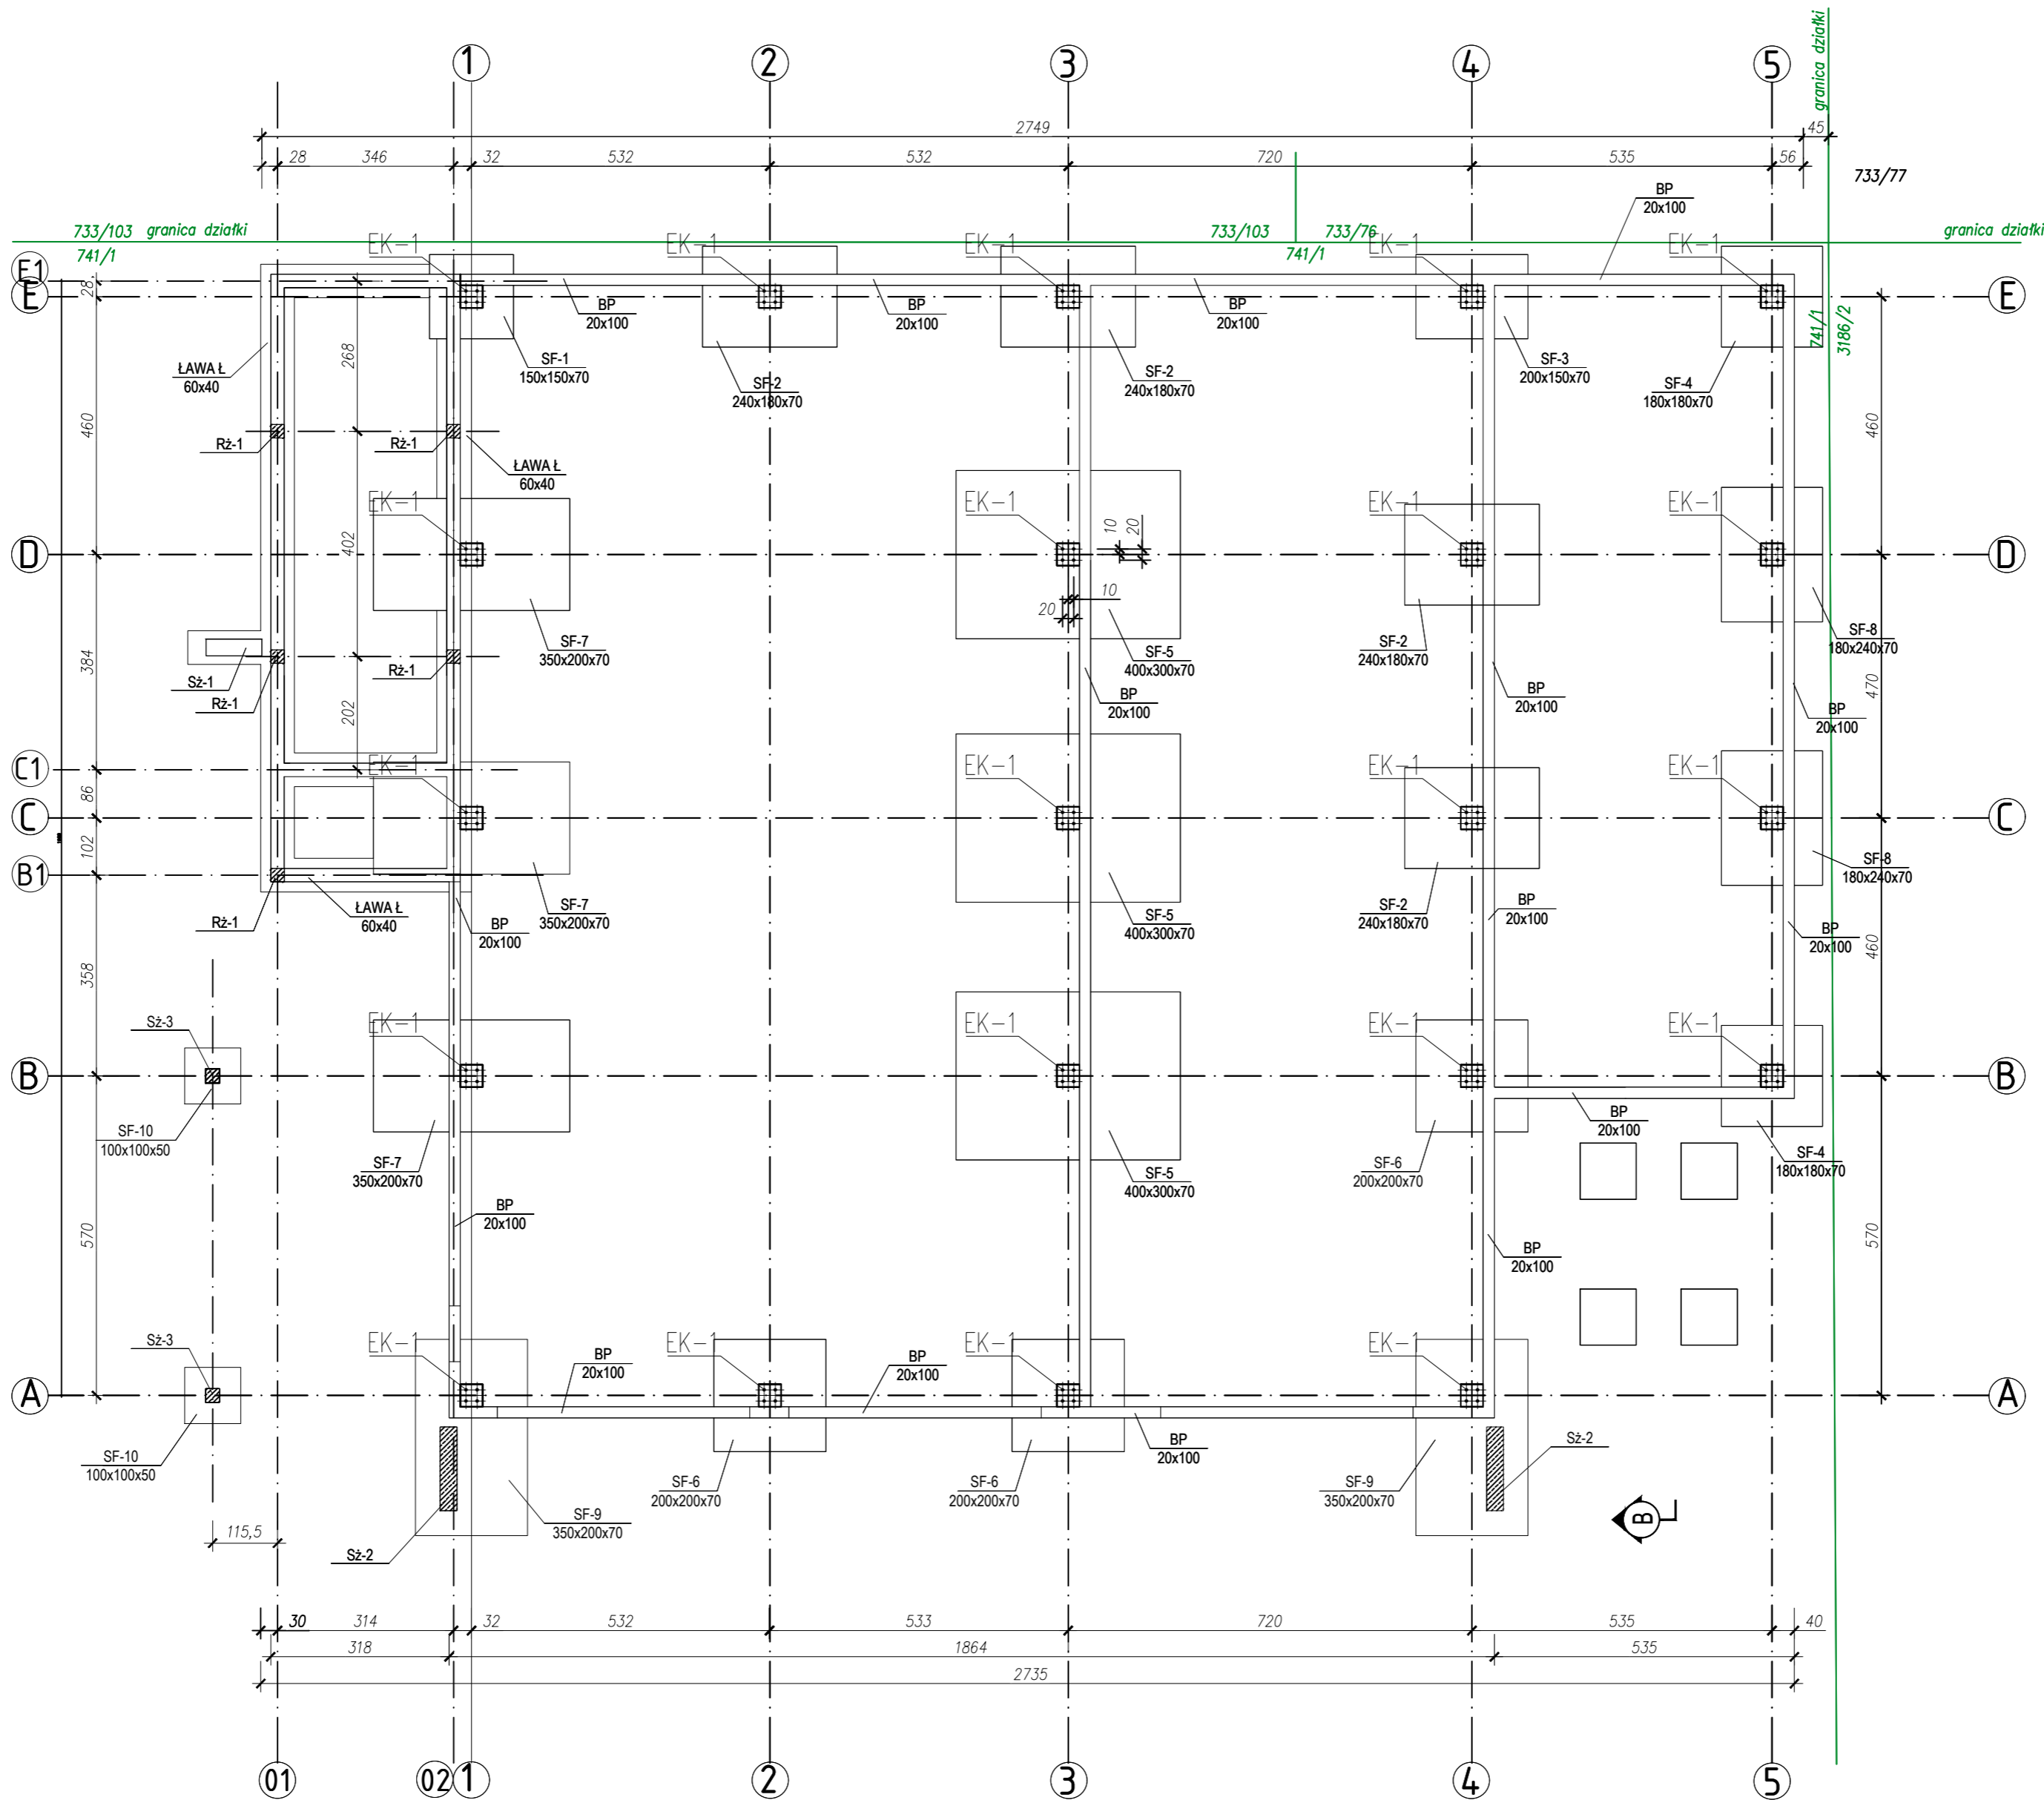 granica działki
1
2
3
4
5
2749
45
28
346
32
532
532
720
535
56
733/77
BP
20x100
733/103 granica działki
741/1
733/103
733/76
741/1
granica działki
EK-1
EK-1
EK-1
EK-1
EK-1
E1
E
28
E
BP
20x100
BP
20x100
BP
20x100
741/1
3186/2
ŁAWA Ł
60x40
268
SF-1
150x150x70
SF-2
240x180x70
SF-2
240x180x70
SF-3
200x150x70
SF-4
180x180x70
460
460
Rż-1
Rż-1
ŁAWA Ł
60x40
EK-1
EK-1
EK-1
EK-1
10
20
D
402
D
10
20
SF-7
350x200x70
SF-5
400x300x70
SF-2
240x180x70
SF-8
180x240x70
384
Sż-1
Rż-1
Rż-1
202
BP
20x100
BP
20x100
BP
20x100
470
C1
EK-1
EK-1
EK-1
EK-1
86
C
C
102
B1
ŁAWA Ł
60x40
Rż-1
SF-7
350x200x70
BP
20x100
SF-5
400x300x70
SF-2
240x180x70
BP
20x100
SF-8
180x240x70
BP
20x100
460
358
Sż-3
EK-1
EK-1
EK-1
EK-1
B
B
SF-10
100x100x50
SF-7
350x200x70
SF-5
400x300x70
SF-6
200x200x70
BP
20x100
SF-4
180x180x70
BP
20x100
BP
20x100
570
570
Sż-3
EK-1
EK-1
EK-1
EK-1
BP
20x100
BP
20x100
A
A
SF-10
100x100x50
SF-6
200x200x70
SF-6
200x200x70
BP
20x100
SF-9
350x200x70
Sż-2
SF-9
350x200x70
Sż-2
B
115,5
30
314
32
532
533
720
535
40
318
1864
535
2735
01
02
1
2
3
4
5